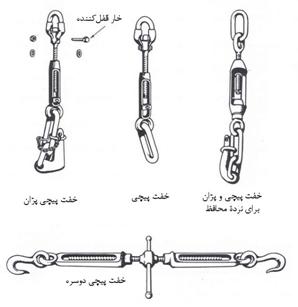 خار قفل‌کننده
خفت پیچی پژان
خفت پیچی
خفت پیچی و پژان
برای نردهٔ محافظ
خفت پیچی دوسره